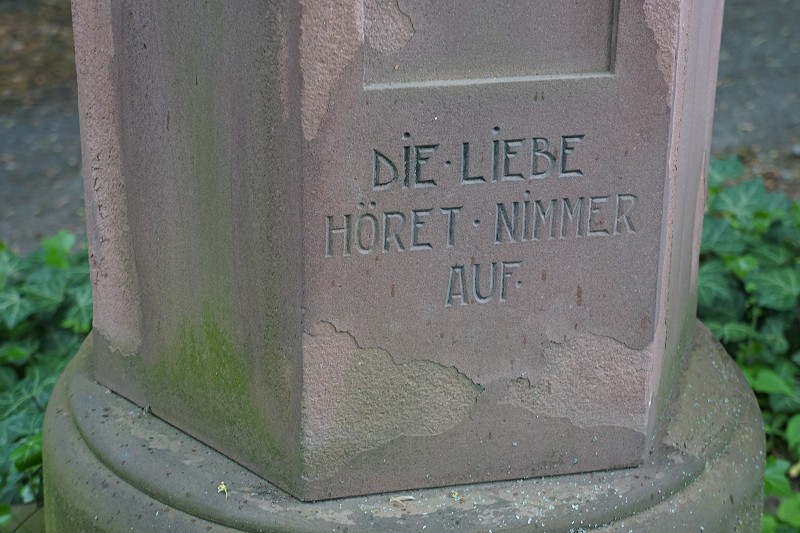 DIE · LIEBE
HÖRET · NIMMER
AUF ·